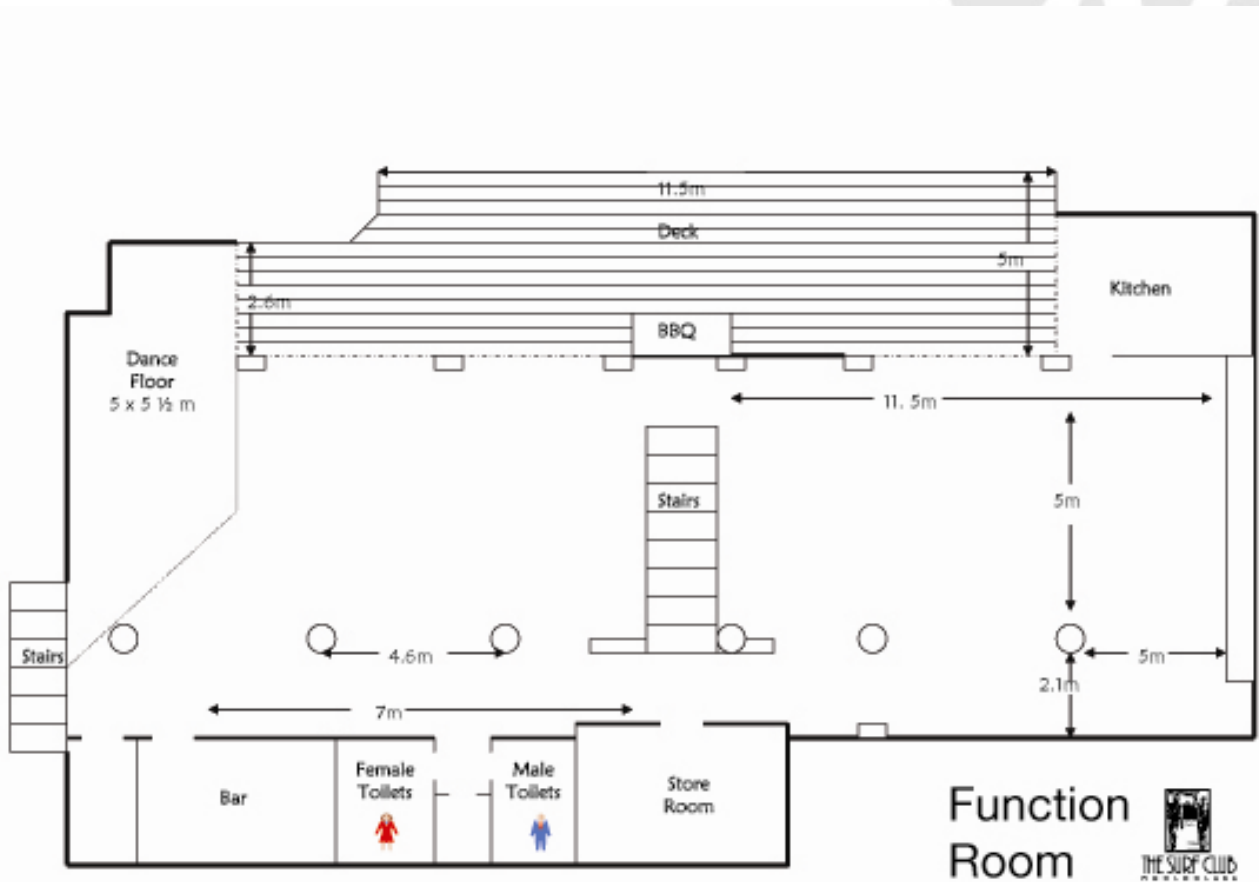 11.5m
Deck
5m
2.6m
Kitchen
BBQ
Dance
Floor
5 x 5 ½ m
11. 5m
Stairs
5m
Stairs
4.6m
5m
2.1m
7m
Female
Toilets
Male
Toilets
Bar
Store
Room
Function
Room
THE SURF CLUB